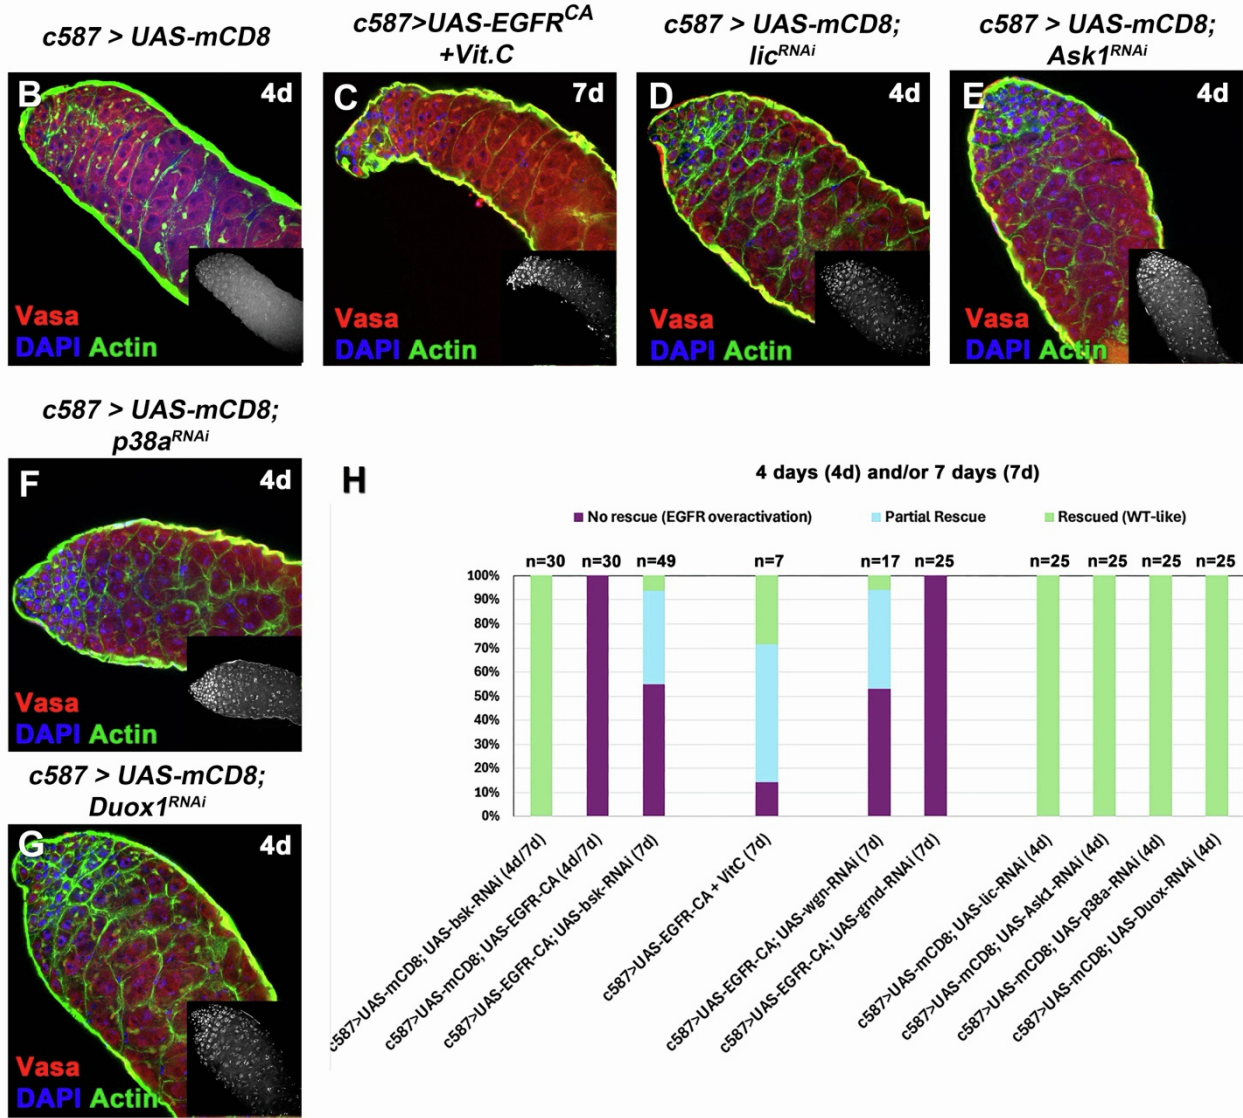 c587 > UAS-mCD8
c587>UAS-EGFRCA
+Vit.C
c587 > UAS-mCD8;
licRNAi
c587 > UAS-mCD8;
Ask1RNAi
B
4d
Vasa
DAPI Actin
C
7d
Vasa
DAPI Actin
D
4d
Vasa
DAPI Actin
E
4d
Vasa
DAPI Actin
c587 > UAS-mCD8;
p38aRNAi
F
4d
Vasa
DAPI Actin
c587 > UAS-mCD8;
Duox1RNAi
G
4d
Vasa
DAPI Actin
H
4 days (4d) and/or 7 days (7d)
No rescue (EGFR overactivation)
Partial Rescue
Rescued (WT-like)
n=30 n=30 n=49 n=7 n=17 n=25 n=25 n=25 n=25 n=25
100%
90%
80%
70%
60%
50%
40%
30%
20%
10%
0%
c587>UAS-mCD8; UAS-bsk-RNAi (4d/7d)
c587>UAS-mCD8; UAS-EGFR-CA (4d/7d)
c587>UAS-EGFR-CA; UAS-bsk-RNAi (7d)
c587>UAS-EGFR-CA + VitC (7d)
c587>UAS-EGFR-CA; UAS-wgn-RNAi (7d)
c587>UAS-EGFR-CA; UAS-grnd-RNAi (7d)
c587>UAS-mCD8; UAS-lic-RNAi (4d)
c587>UAS-mCD8; UAS-Ask1-RNAi (4d)
c587>UAS-mCD8; UAS-p38a-RNAi (4d)
c587>UAS-mCD8; UAS-Duox-RNAi (4d)